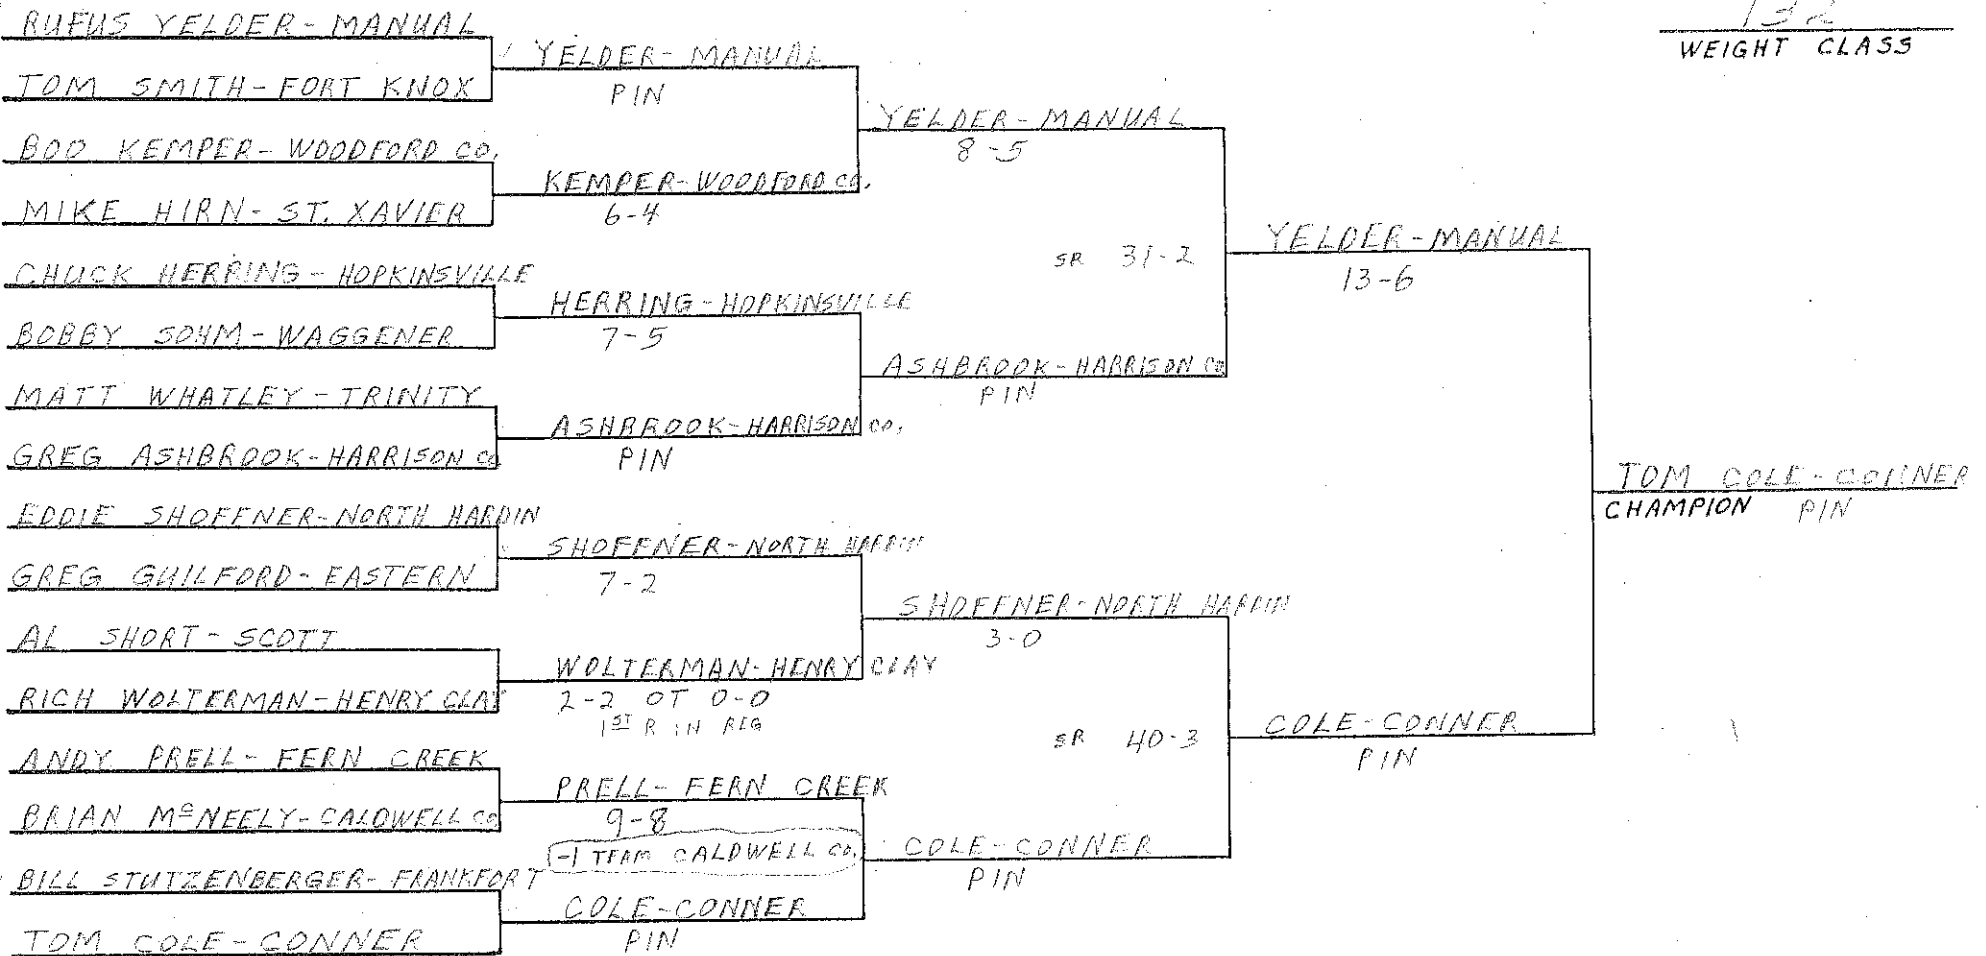 132
WEIGHT CLASS
RUFUS YELDER - MANUAL
TOM SMITH - FORT KNOX
BOO KEMPER - WOODFORD CO.
MIKE HIRN - ST. XAVIER
CHUCK HERRING - HOPKINSVILLE
BOBBY SOHM - WAGGENER
MATT WHATLEY - TRINITY
GREG ASHBROOK - HARRISON CO
EDDIE SHOFFNER - NORTH HARDIN
GREG GUILFORD - EASTERN
AL SHORT - SCOTT
RICH WOLTERMAN - HENRY CLAY
ANDY PRELL - FERN CREEK
BRIAN McNEELY - CALDWELL CO
BILL STUTZENBERGER - FRANKFORT
TOM COLE - CONNER
YELDER - MANUAL
PIN
KEMPER - WOODFORD CO.
6-4
HERRING - HOPKINSVILLE
7-5
ASHBROOK - HARRISON CO.
PIN
SHOFFNER - NORTH HARDIN
7-2
WOLTERMAN - HENRY CLAY
2-2 OT 0-0
1ST R IN REG
PRELL - FERN CREEK
9-8
-1 TEAM CALDWELL CO.
COLE - CONNER
PIN
YELDER - MANUAL
8-5
ASHBROOK - HARRISON CO
PIN
SHOFFNER - NORTH HARDIN
3-0
COLE - CONNER
PIN
SR 31-2
YELDER - MANUAL
13-6
SR 40-3
COLE - CONNER
PIN
TOM COLE - CONNER
CHAMPION PIN